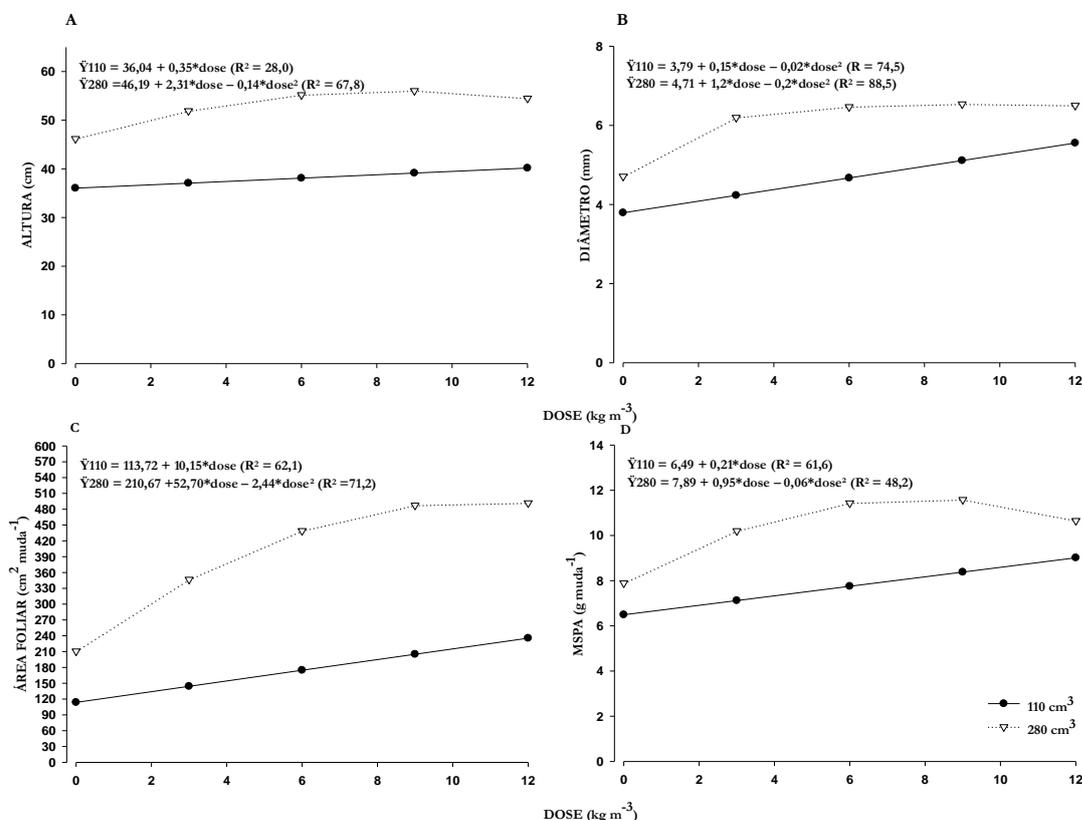 A
Ÿ110 = 36,04 + 0,35*dose (R² = 28,0)
Ÿ280 =46,19 + 2,31*dose – 0,14*dose² (R² = 67,8)
ALTURA (cm)
60
50
40
30
20
10
0
0 2 4 6 8 10 12
B
Ÿ110 = 3,79 + 0,15*dose – 0,02*dose² (R = 74,5)
Ÿ280 = 4,71 + 1,2*dose – 0,2*dose² (R² = 88,5)
DIÂMETRO (mm)
8
6
4
2
0
0 2 4 6 8 10 12
DOSE (kg m⁻³)
C
Ÿ110 = 113,72 + 10,15*dose (R² = 62,1)
Ÿ280 = 210,67 +52,70*dose – 2,44*dose² (R² =71,2)
ÁREA FOLIAR (cm² muda⁻¹)
600
570
540
510
480
450
420
390
360
330
300
270
240
210
180
150
120
90
60
30
0
0 2 4 6 8 10 12
D
Ÿ110 = 6,49 + 0,21*dose (R² = 61,6)
Ÿ280 = 7,89 + 0,95*dose – 0,06*dose² (R² = 48,2)
MSPA (g muda⁻¹)
14
12
10
8
6
4
2
0
110 cm³
280 cm³
0 2 4 6 8 10 12
DOSE (kg m⁻³)